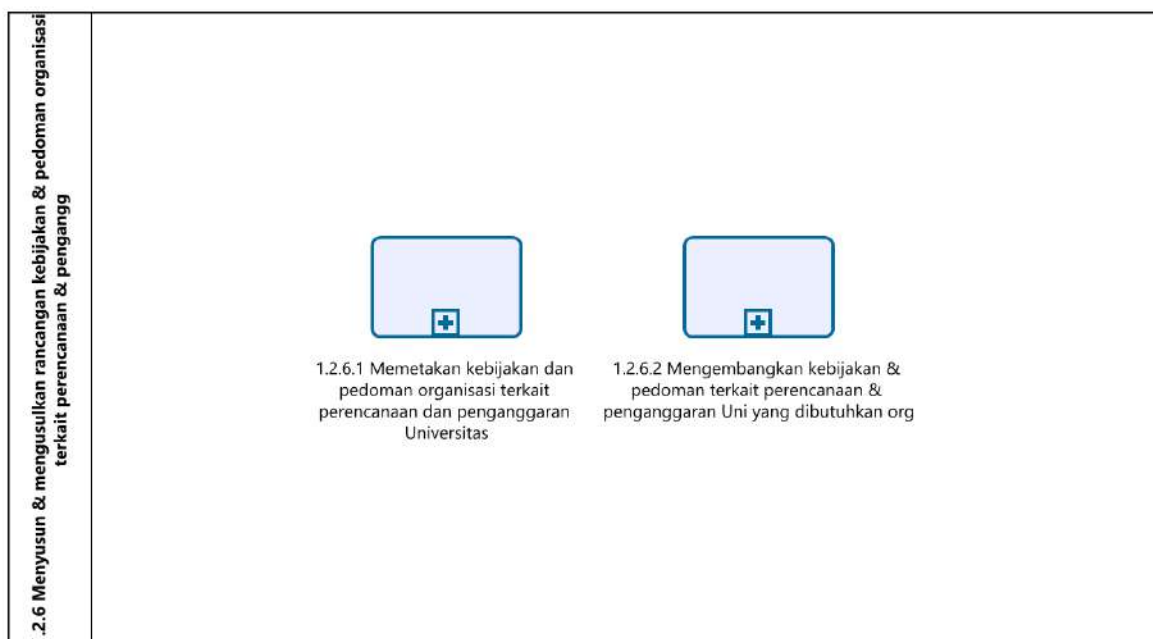 .2.6 Menyusun & mengusulkan rancangan kebijakan & pedoman organisasi
terkait perencanaan & pengangg
1.2.6.1 Memetakan kebijakan dan
pedoman organisasi terkait
perencanaan dan penganggaran
Universitas
1.2.6.2 Mengembangkan kebijakan &
pedoman terkait perencanaan &
penganggaran Uni yang dibutuhkan org